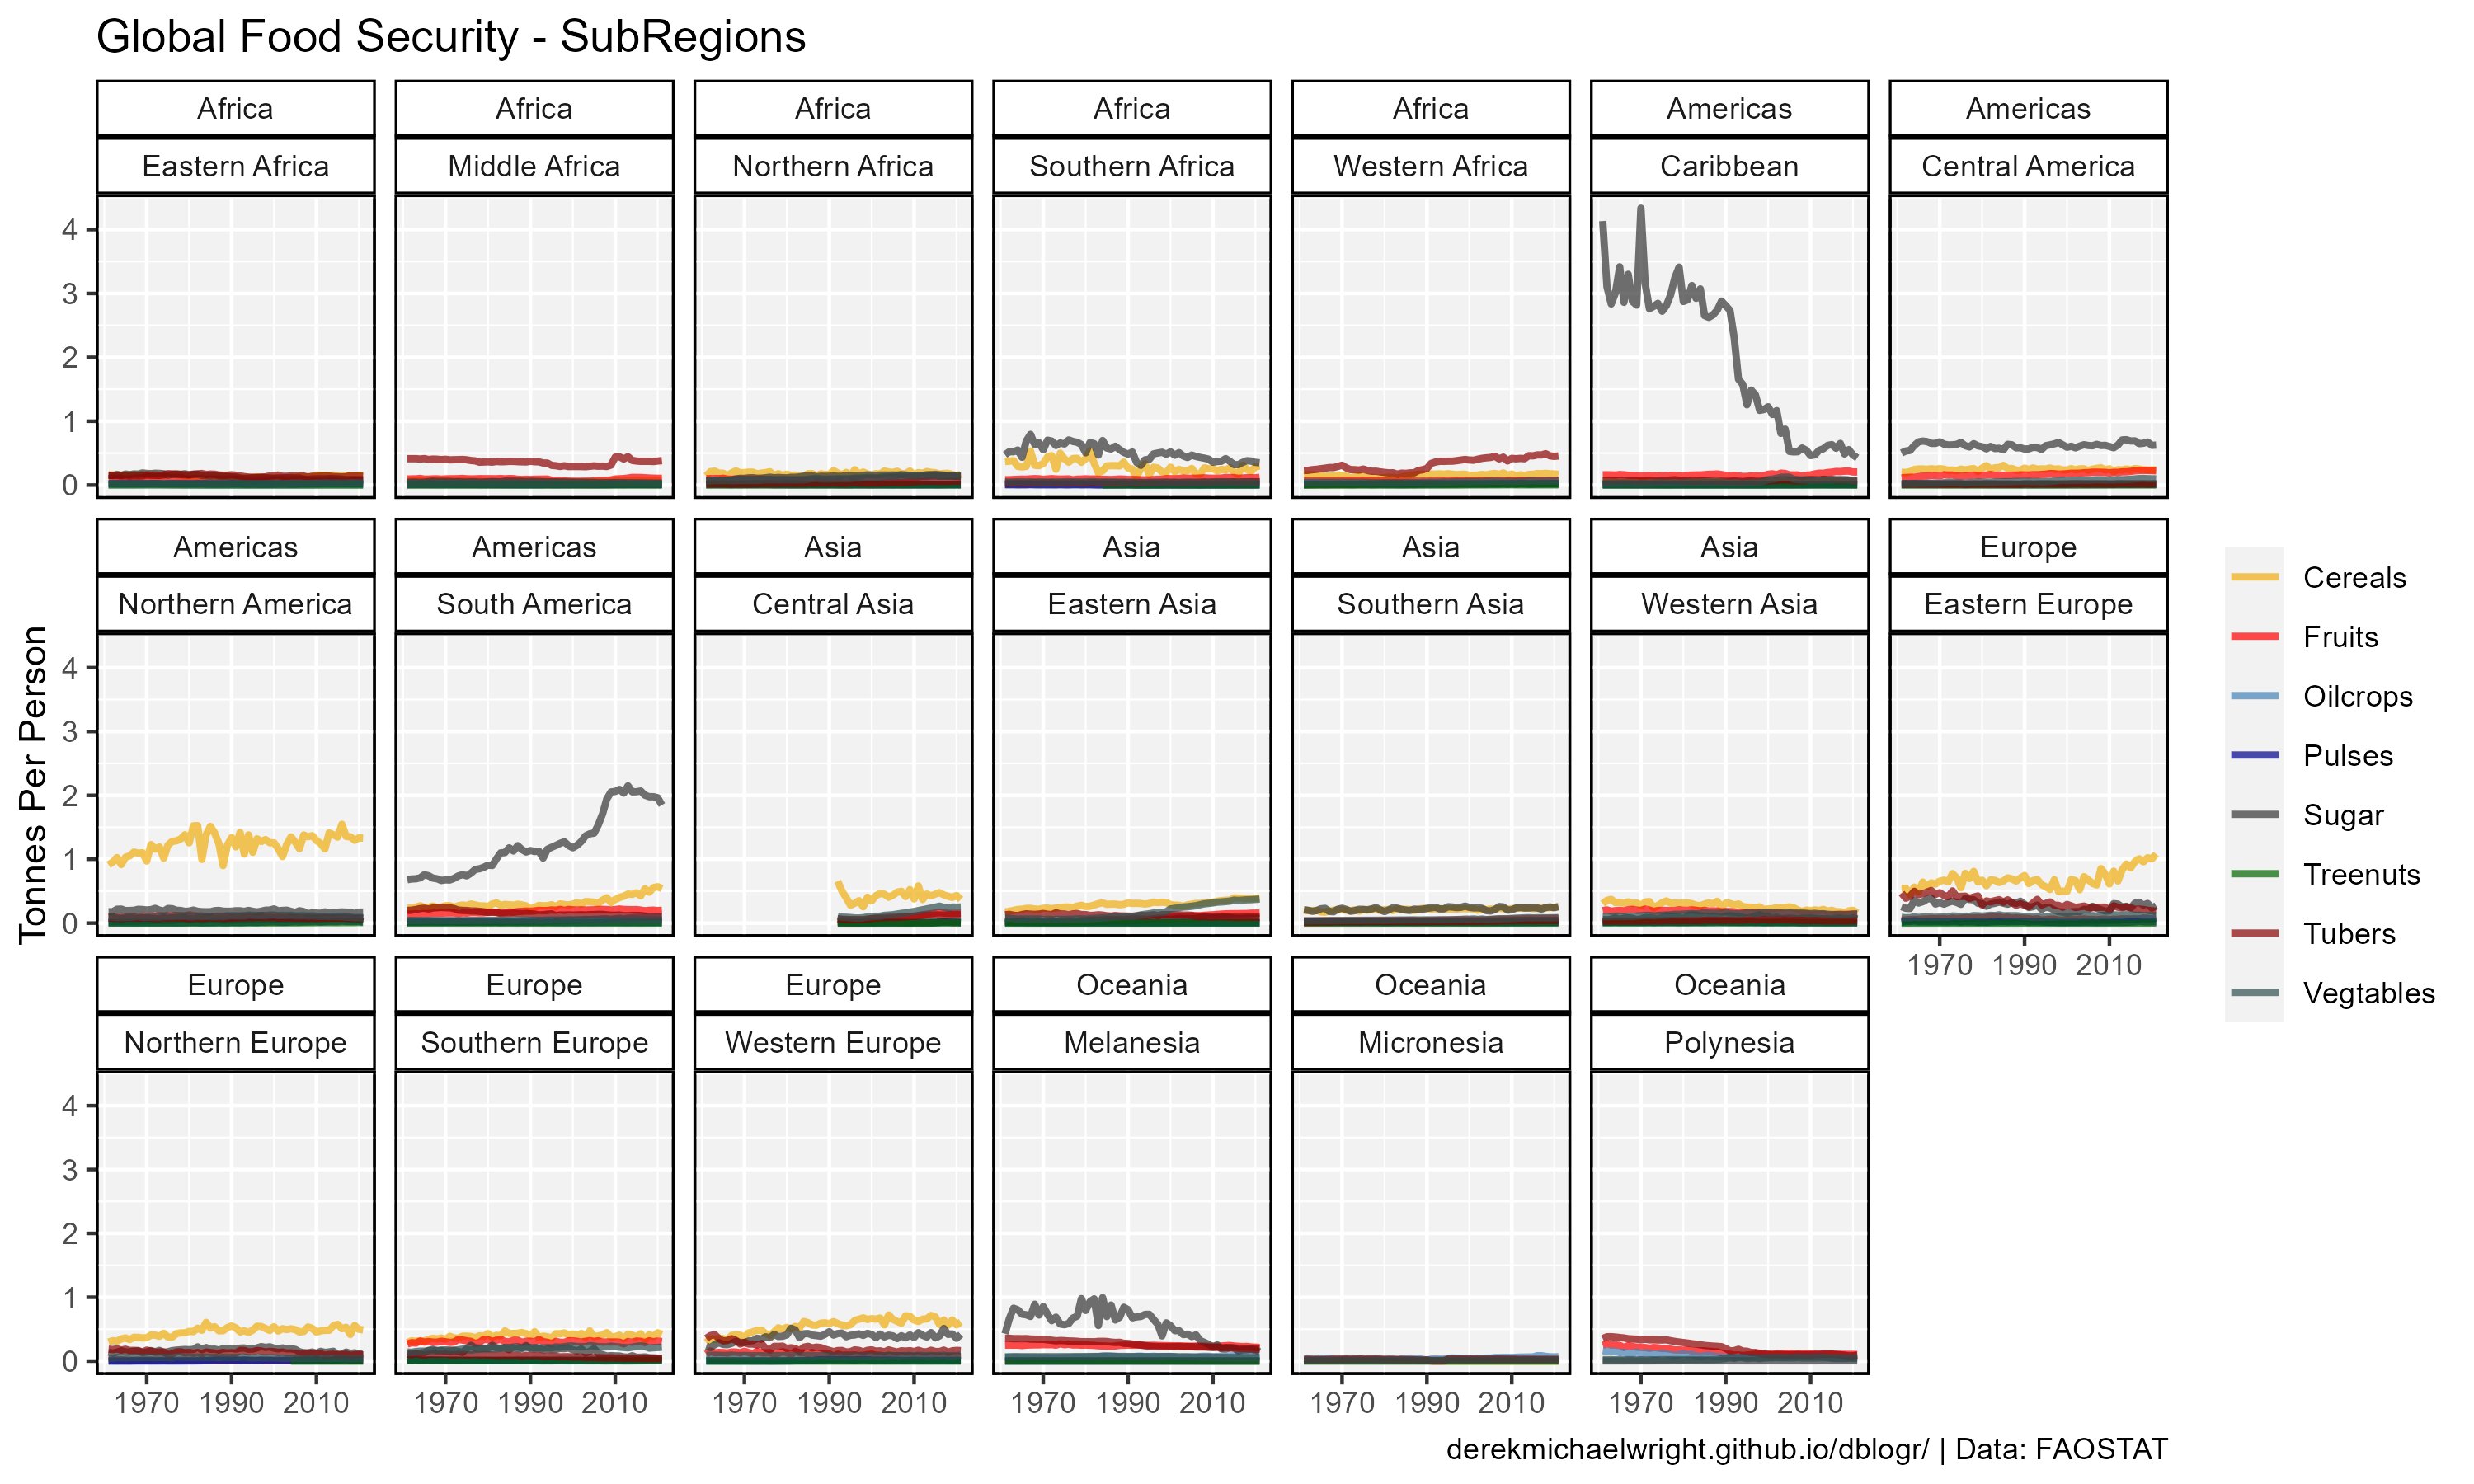 Global Food Security - SubRegions
Africa Africa Africa Africa Africa Americas Americas
Eastern Africa Middle Africa Northern Africa Southern Africa Western Africa Caribbean Central America
4
3
2
1
0
Americas Americas Asia Asia Asia Asia Europe
Northern America South America Central Asia Eastern Asia Southern Asia Western Asia Eastern Europe
4
3
2
1
0
1970 1990 2010
Tonnes Per Person
Cereals
Fruits
Oilcrops
Pulses
Sugar
Treenuts
Tubers
Vegtables
Europe Europe Europe Oceania Oceania Oceania
Northern Europe Southern Europe Western Europe Melanesia Micronesia Polynesia
4
3
2
1
0
1970 1990 2010 1970 1990 2010 1970 1990 2010 1970 1990 2010 1970 1990 2010 1970 1990 2010
derekmichaelwright.github.io/dblogr/ | Data: FAOSTAT